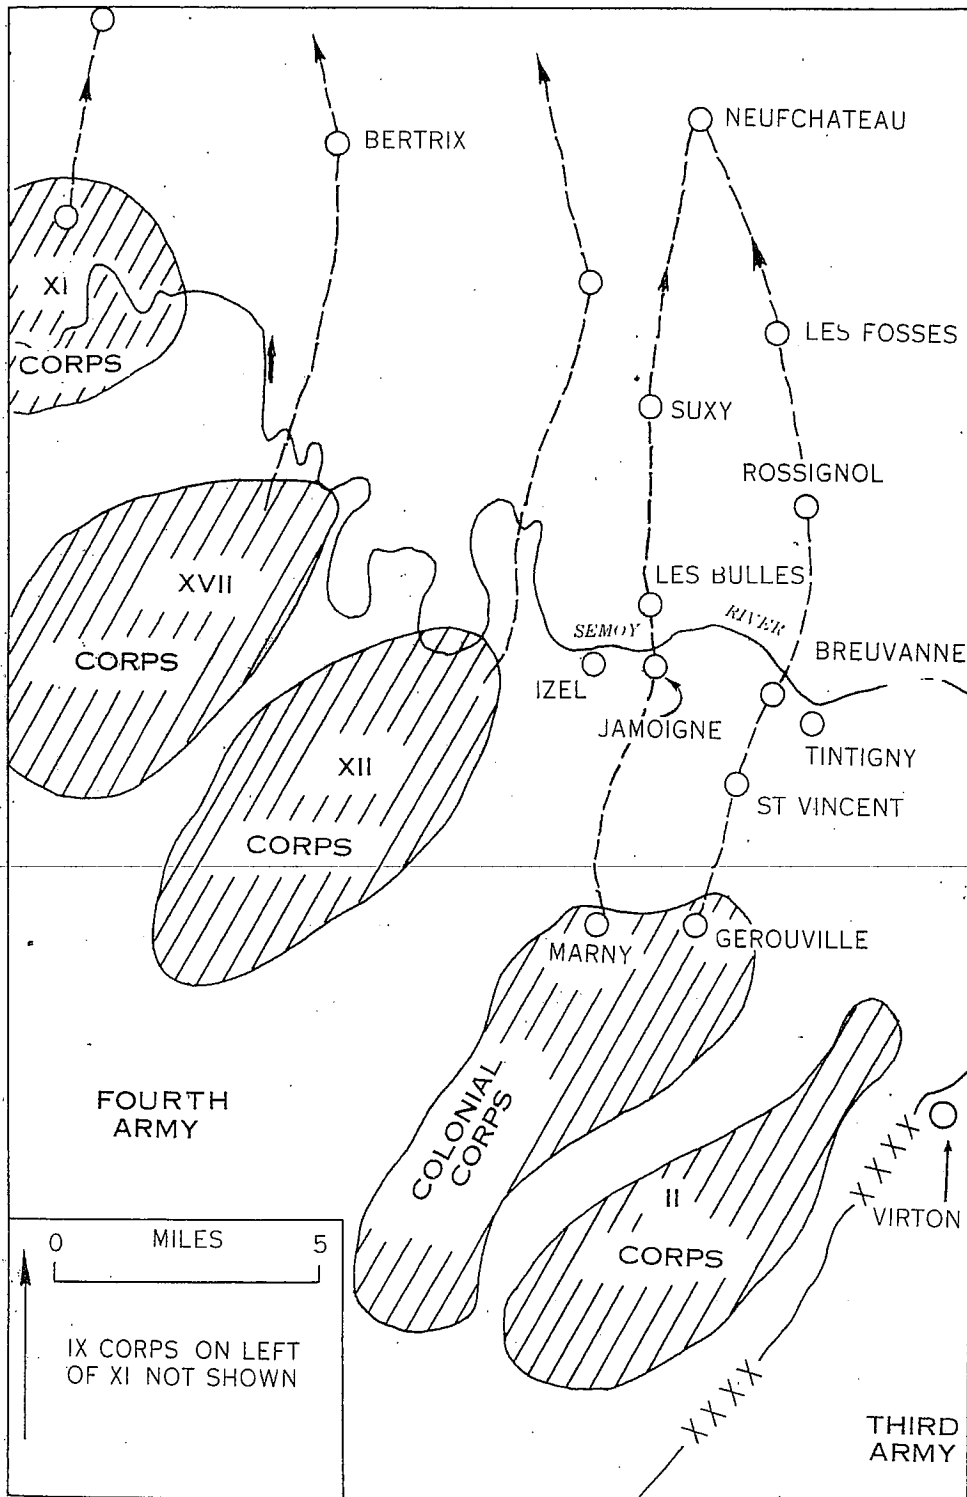 NEUFCHATEAU
BERTRIX
XI
CORPS
LES FOSSES
SUXY
ROSSIGNOL
XVII
CORPS
LES BULLES
SEMOY
RIVER
BREUVANNE
IZEL
JAMOIGNE
TINTIGNY
XII
CORPS
ST VINCENT
MARNY
GEROUVILLE
COLONIAL
CORPS
FOURTH
ARMY
II
CORPS
XXXX
VIRTON
XXXX
THIRD
ARMY
0 MILES 5
IX CORPS ON LEFT
OF XI NOT SHOWN